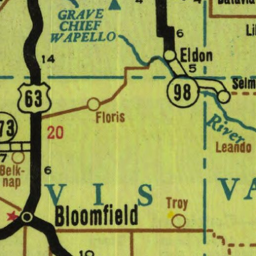 GRAVE
CHIEF
WAPELLO
6
Eldon
14
5
63
98
Selm
Floris
73
20
River
Leando
7
Belk-
nap
6
VIS
VA
Troy
Bloomfield
10